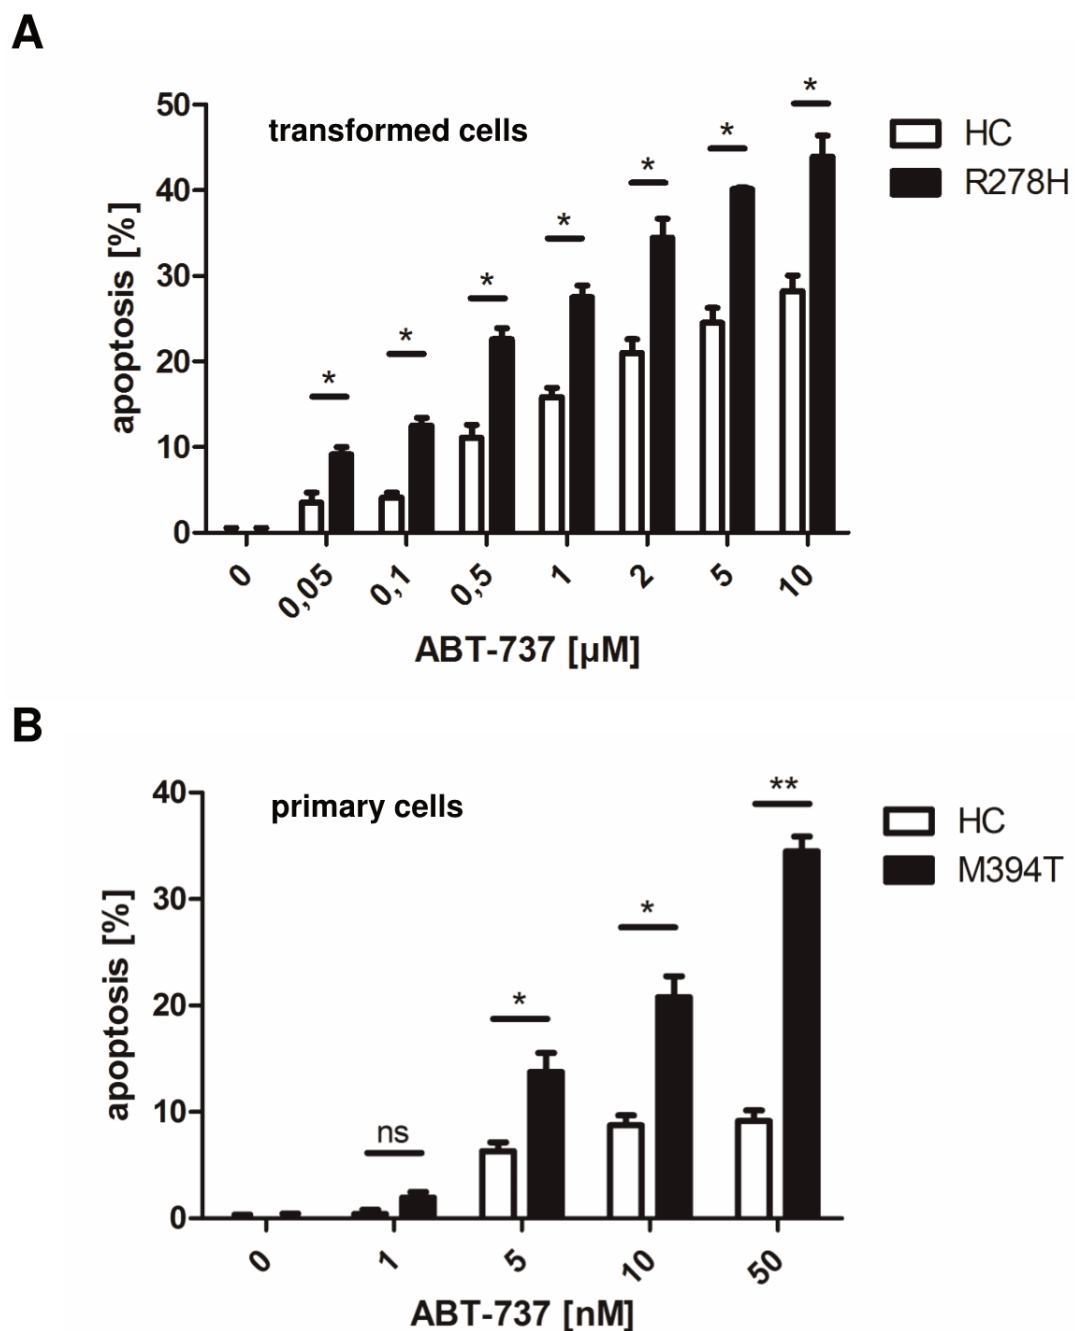 A
transformed cells
HC
R278H
* * * * * * *
50
40
30
20
10
0
apoptosis [%]
0 0,05 0,1 0,5 1 2 5 10
ABT-737 [µM]
B
primary cells
HC
M394T
ns * * **
40
30
20
10
0
apoptosis [%]
0 1 5 10 50
ABT-737 [nM]